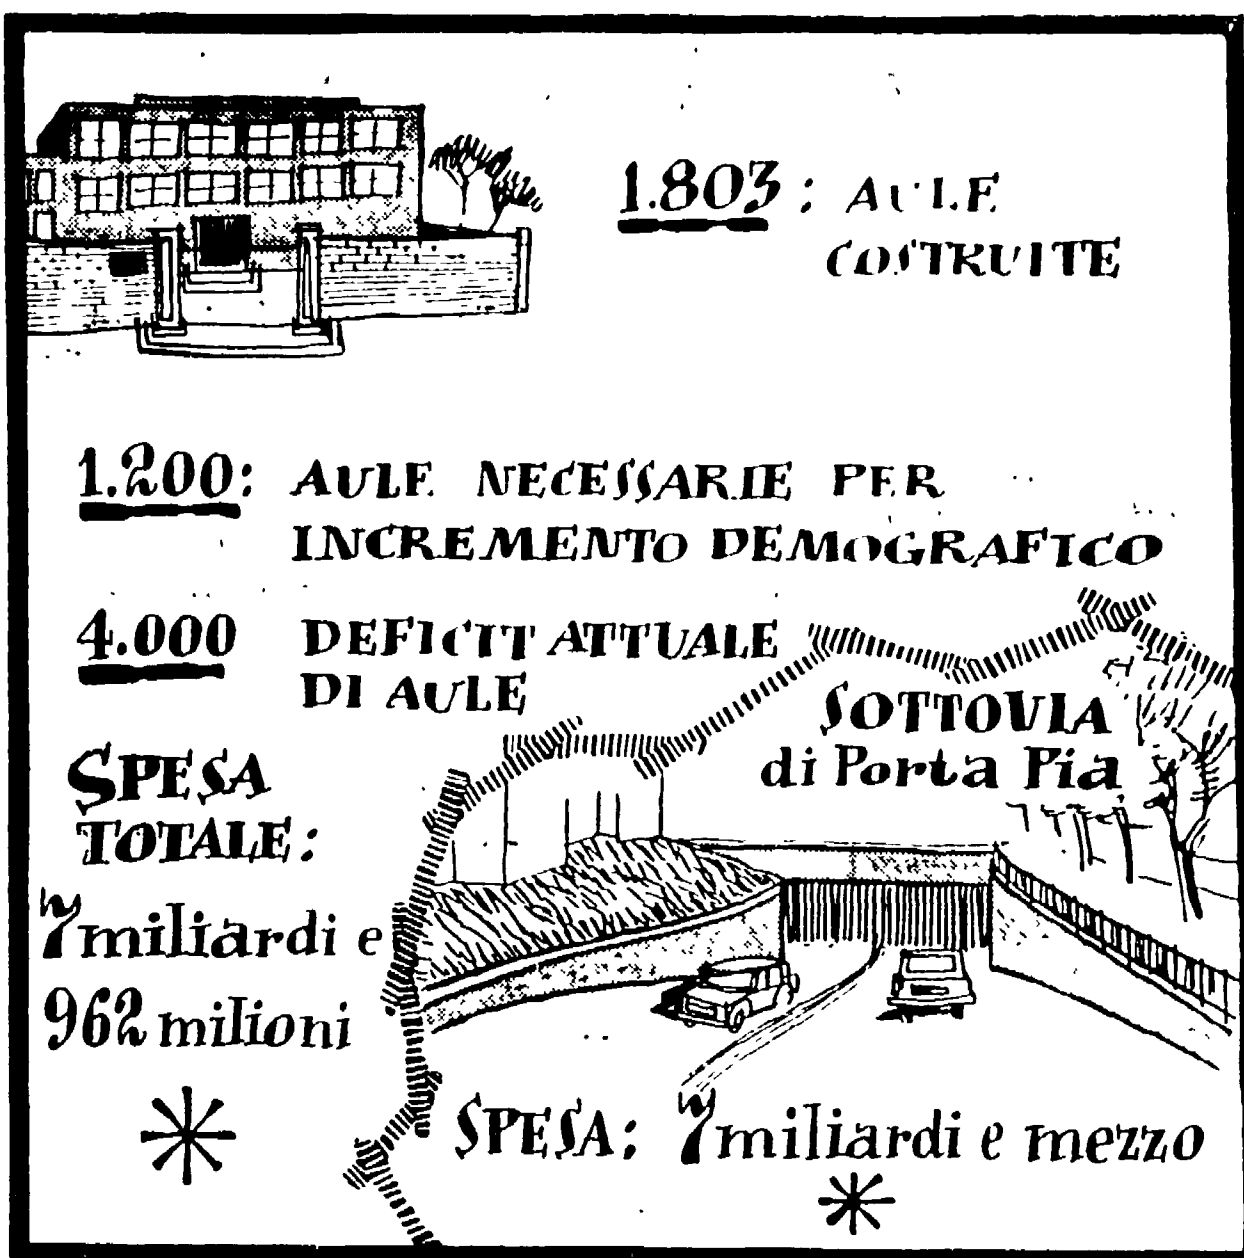 1.803: AULE
COSTRUITE
1.200: AULE NECESSARIE PER
INCREMENTO DEMOGRAFICO
4.000 DEFICIT ATTUALE
DI AULE
SPESA
TOTALE:
7 miliardi e
962 milioni
SOTTOVIA
di Porta Pia
SPESA: 7 miliardi e mezzo